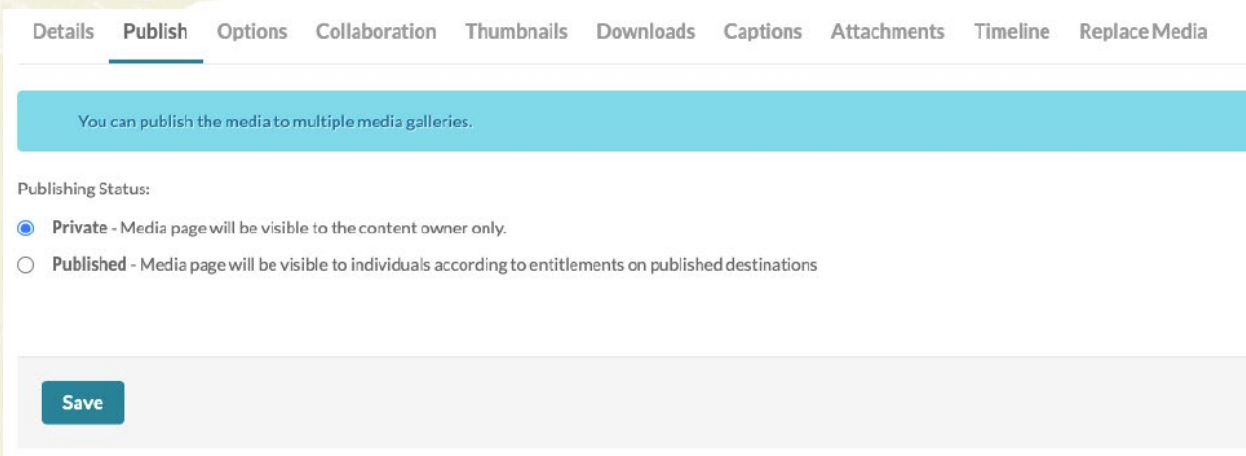 Details Publish Options Collaboration Thumbnails Downloads Captions Attachments Timeline Replace Media
You can publish the media to multiple media galleries.
Publishing Status:
Private - Media page will be visible to the content owner only.
Published - Media page will be visible to individuals according to entitlements on published destinations
Save